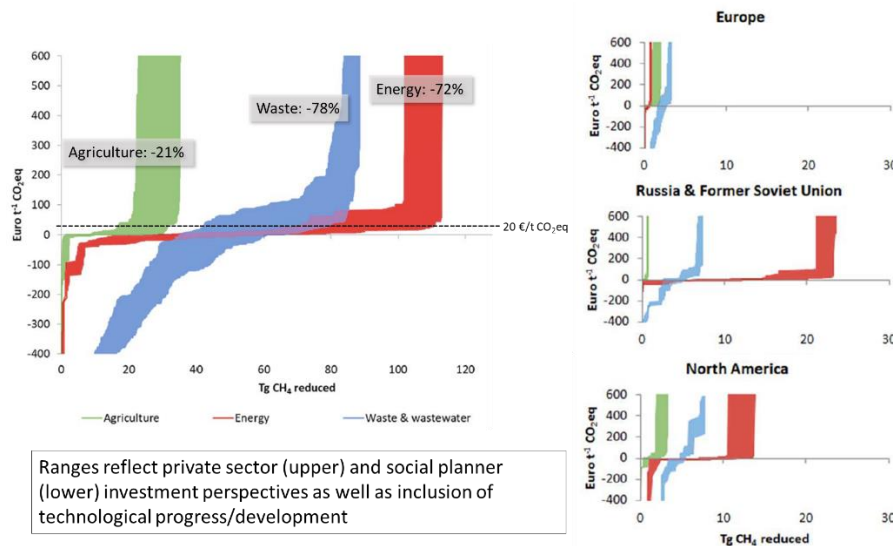 600
500
400
300
200
100
0
-100
-200
-300
-400
Euro t⁻¹ CO₂eq
Agriculture: -21%
Waste: -78%
Energy: -72%
20 €/t CO₂eq
0 20 40 60 80 100 120
Tg CH₄ reduced
Agriculture
Energy
Waste & wastewater
Ranges reflect private sector (upper) and social planner
(lower) investment perspectives as well as inclusion of
technological progress/development
Europe
Euro t⁻¹ CO₂eq
600
400
200
0
-200
-400
0 10 20 30
Russia & Former Soviet Union
Euro t⁻¹ CO₂eq
600
400
200
0
-200
-400
0 10 20 30
North America
Euro t⁻¹ CO₂eq
600
400
200
0
-200
-400
0 10 20 30
Tg CH₄ reduced